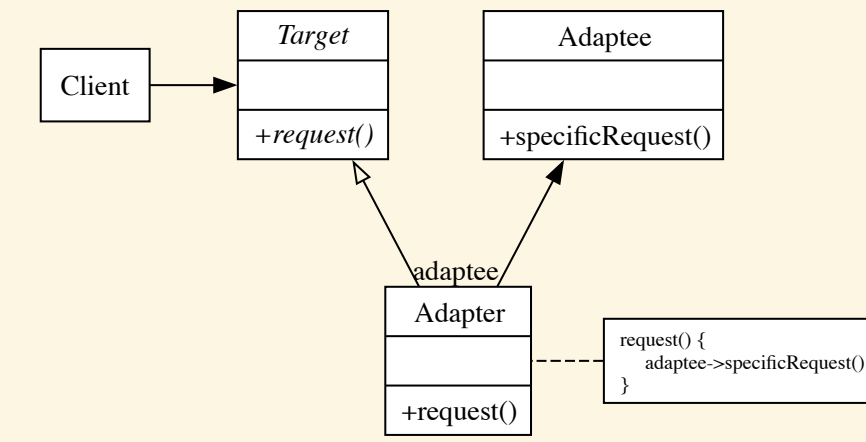 Target
Adaptee
Client
+request()
+specificRequest()
adaptee
Adapter
+request()
request() {
adaptee->specificRequest()
}